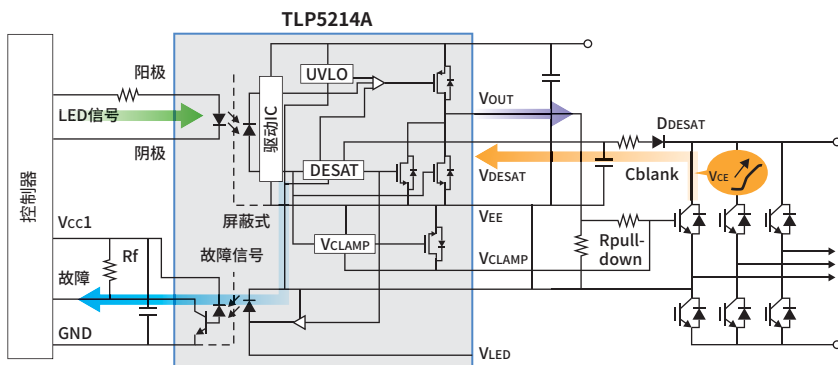 TLP5214A
阳极
LED信号
阴极
控制器
驱动IC
UVLO
DESAT
屏蔽式
VCLAMP
故障信号
VOUT
DDESAT
VDESAT
Cblank
VCE
VEE
Rpull-
down
VCLAMP
VCC1
Rf
故障
GND
VLED